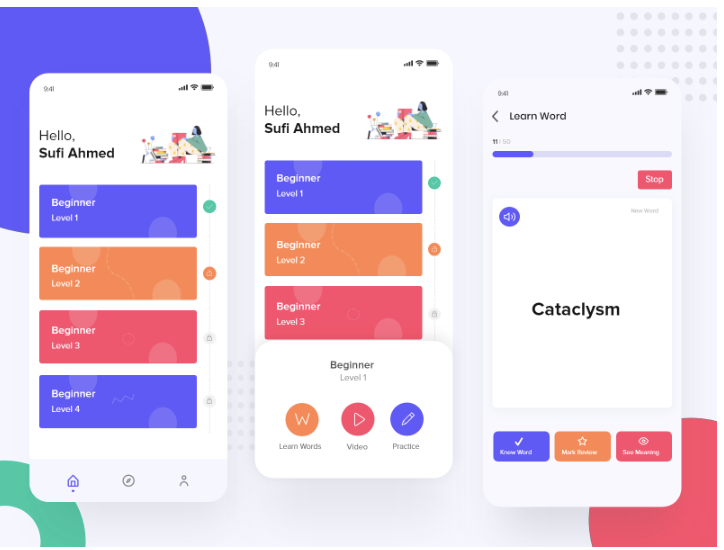 9:41
Hello,
Sufi Ahmed
Beginner
Level 1
Beginner
Level 2
Beginner
Level 3
Beginner
Level 4
9:41
Hello,
Sufi Ahmed
Beginner
Level 1
Beginner
Level 2
Beginner
Level 3
Beginner
Level 1
W
Learn Words
Video
Practice
9:41
Learn Word
11 / 50
Stop
New Word
Cataclysm
Know Word
Mark Review
See Meaning